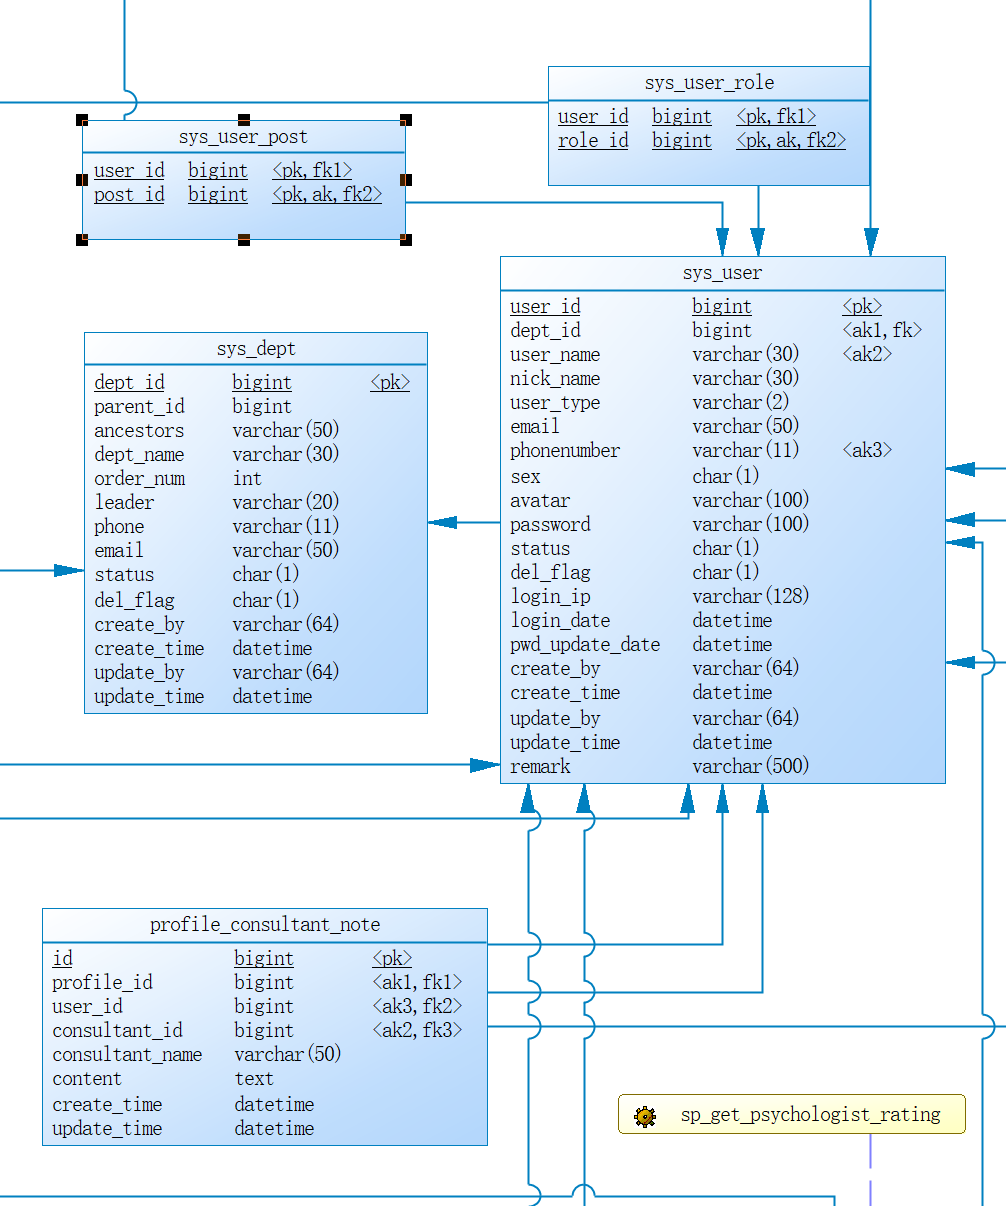 sys_user_role
user_id bigint <pk,fk1>
role_id bigint <pk,ak,fk2>
sys_user_post
user_id bigint <pk,fk1>
post_id bigint <pk,ak,fk2>
sys_user
user_id bigint <pk>
dept_id bigint <ak1,fk>
user_name varchar(30) <ak2>
nick_name varchar(30)
user_type varchar(2)
email varchar(50)
phonenumber varchar(11) <ak3>
sex char(1)
avatar varchar(100)
password varchar(100)
status char(1)
del_flag char(1)
login_ip varchar(128)
login_date datetime
pwd_update_date datetime
create_by varchar(64)
create_time datetime
update_by varchar(64)
update_time datetime
remark varchar(500)
sys_dept
dept_id bigint <pk>
parent_id bigint
ancestors varchar(50)
dept_name varchar(30)
order_num int
leader varchar(20)
phone varchar(11)
email varchar(50)
status char(1)
del_flag char(1)
create_by varchar(64)
create_time datetime
update_by varchar(64)
update_time datetime
profile_consultant_note
id bigint <pk>
profile_id bigint <ak1,fk1>
user_id bigint <ak3,fk2>
consultant_id bigint <ak2,fk3>
consultant_name varchar(50)
content text
create_time datetime
update_time datetime
sp_get_psychologist_rating